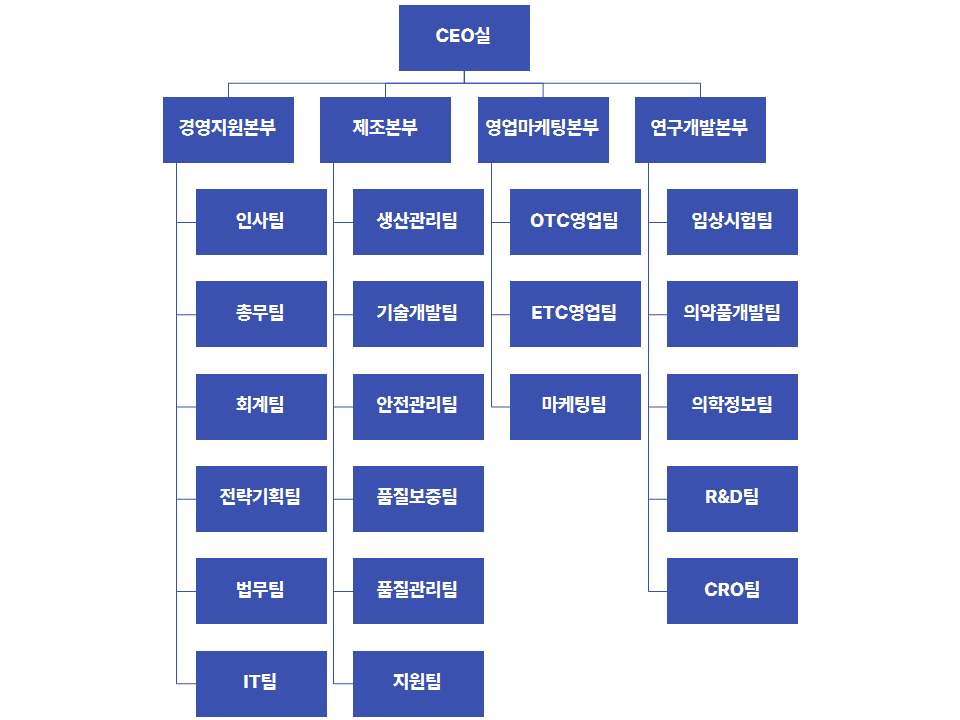 CEO실
경영지원본부
제조본부
영업마케팅본부
연구개발본부
인사팀
총무팀
회계팀
전략기획팀
법무팀
IT팀
생산관리팀
기술개발팀
안전관리팀
품질보증팀
품질관리팀
지원팀
OTC영업팀
ETC영업팀
마케팅팀
임상시험팀
의약품개발팀
의학정보팀
R&D팀
CRO팀